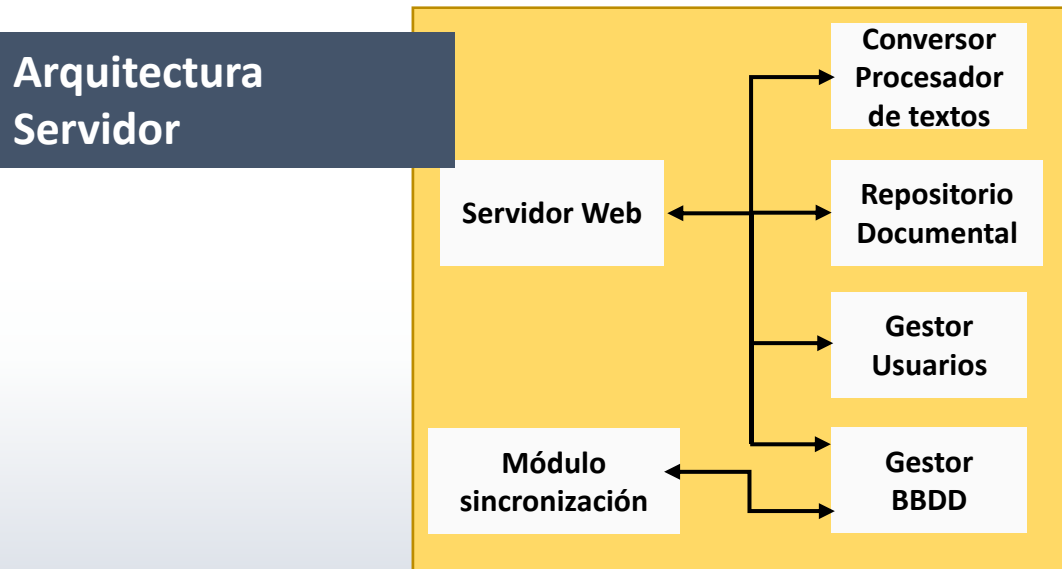 Arquitectura
Servidor
Conversor
Procesador
de textos
Servidor Web
Repositorio
Documental
Gestor
Usuarios
Módulo
sincronización
Gestor
BBDD